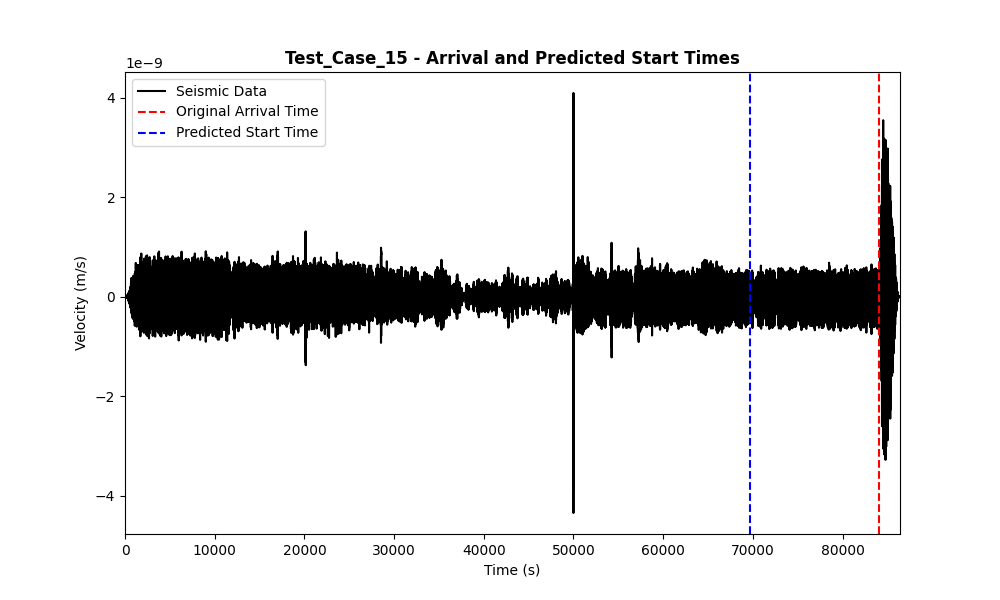 Test_Case_15 - Arrival and Predicted Start Times
1e−9
Seismic Data
Original Arrival Time
Predicted Start Time
4
2
0
−2
−4
Velocity (m/s)
0 10000 20000 30000 40000 50000 60000 70000 80000
Time (s)